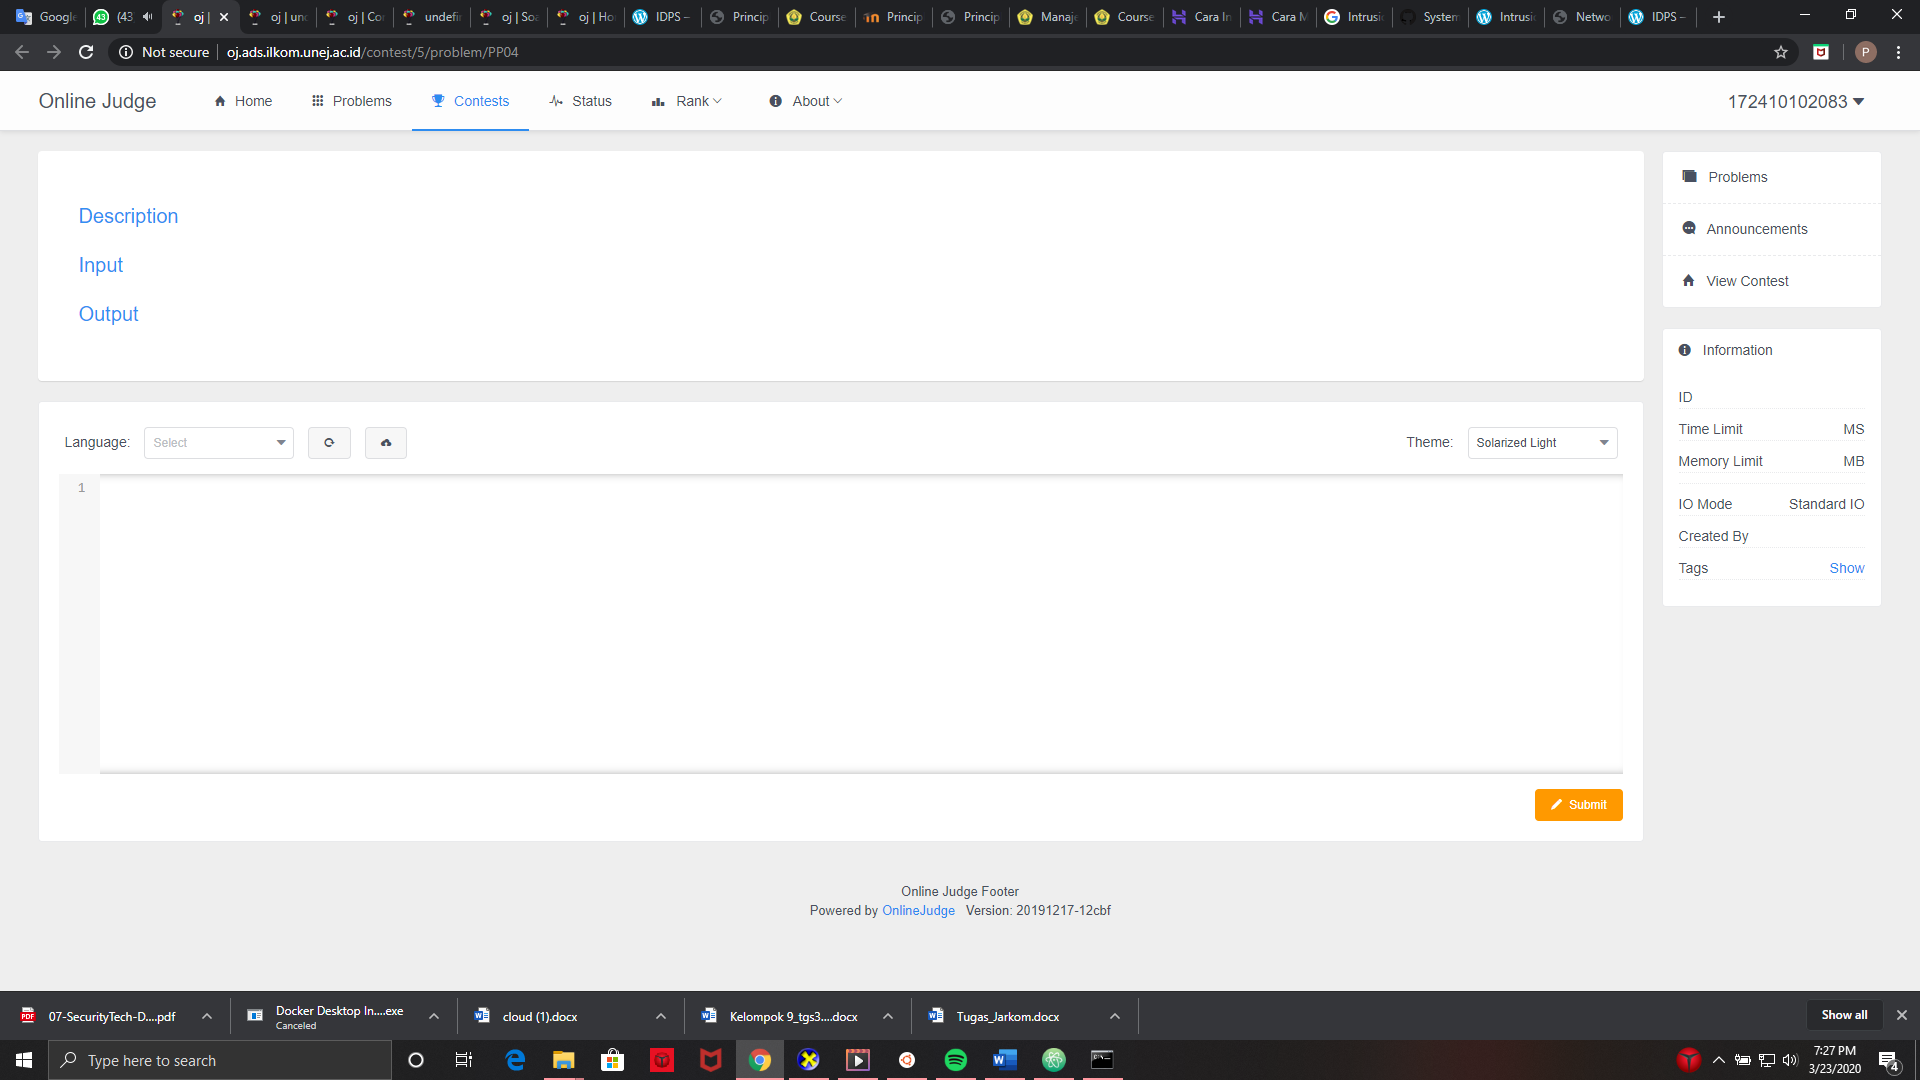 Google
(43
oj |
oj | und
oj | Cor
undefin
oj | Soa
oj | Ho
IDPS –
Princip
Course
Princip
Princip
Manaje
Course
Cara In
Cara M
Intrusi
System
Intrusi
Netwo
IDPS –
Not secure
oj.ads.ilkom.unej.ac.id/contest/5/problem/PP04
P
Online Judge
Home
Problems
Contests
Status
Rank
About
172410102083
Description
Input
Output
Problems
Announcements
View Contest
Information
ID
Time Limit MS
Memory Limit MB
IO Mode Standard IO
Created By
Tags Show
Language: Select
Theme: Solarized Light
1
Submit
Online Judge Footer
Powered by OnlineJudge Version: 20191217-12cbf
07-SecurityTech-D....pdf
Docker Desktop In....exe
Canceled
cloud (1).docx
Kelompok 9_tgs3....docx
Tugas_Jarkom.docx
Show all
Type here to search
7:27 PM
3/23/2020
4